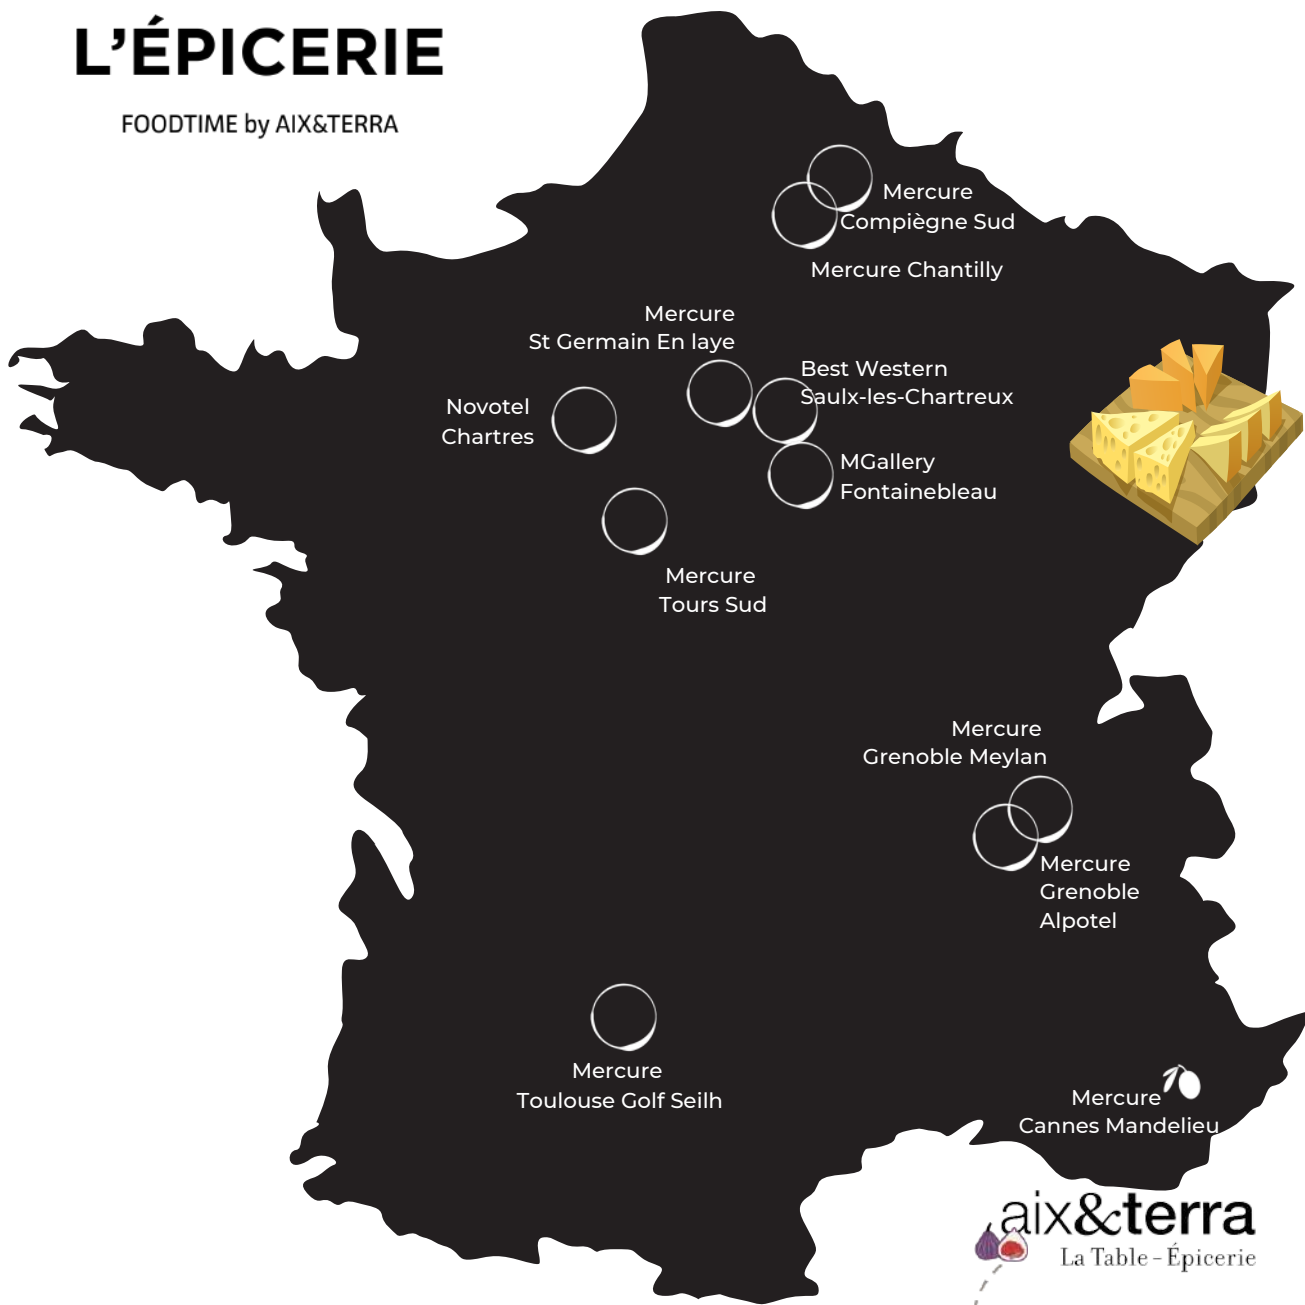 L'ÉPICERIE
FOODTIME by AIX&TERRA
Mercure
Compiègne Sud
Mercure Chantilly
Mercure
St Germain En laye
Best Western
Saulx-les-Chartreux
Novotel
Chartres
MGallery
Fontainebleau
Mercure
Tours Sud
Mercure
Grenoble Meylan
Mercure
Grenoble
Alpotel
Mercure
Toulouse Golf Seilh
Mercure
Cannes Mandelieu
aix&terra
La Table - Épicerie